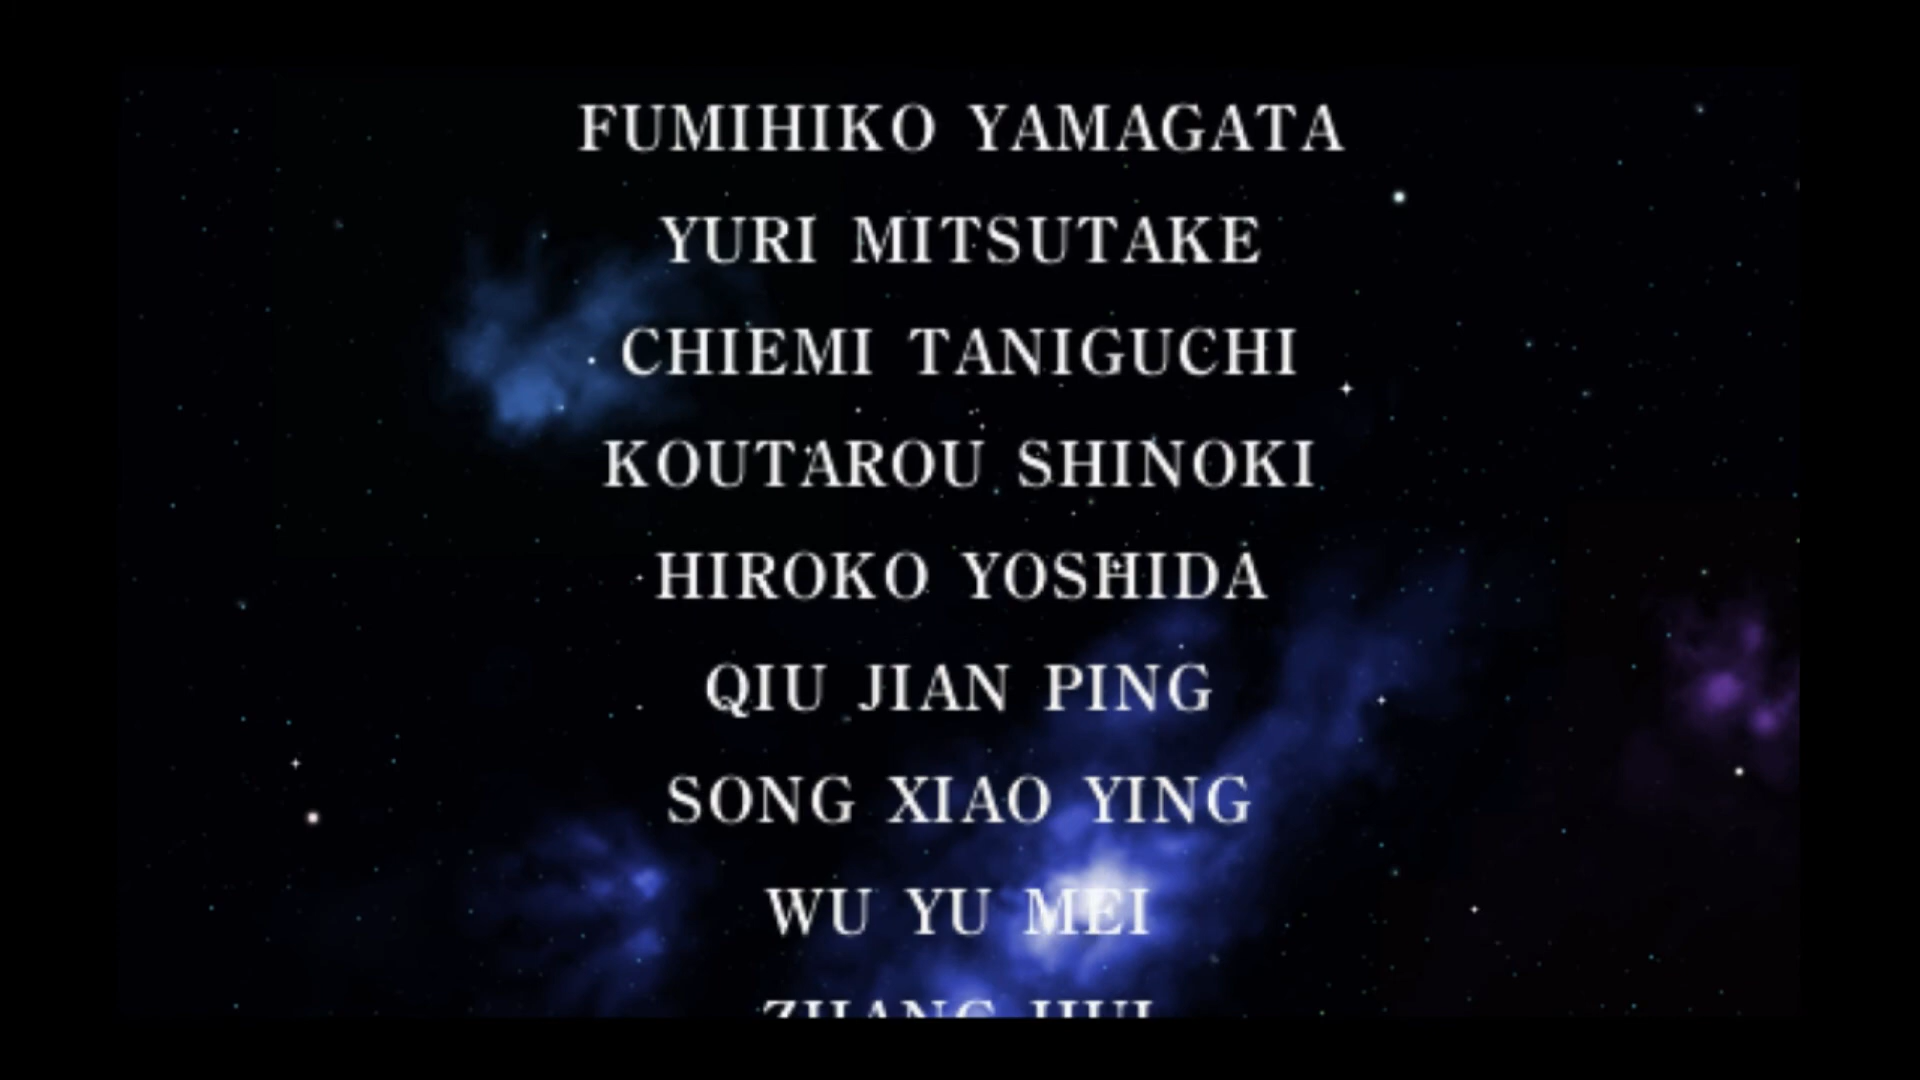 FUMIHIKO YAMAGATA
YURI MITSUTAKE
CHIEMI TANIGUCHI
KOUTAROU SHINOKI
HIROKO YOSHIDA
QIU JIAN PING
SONG XIAO YING
WU YU MEI
ZHANG